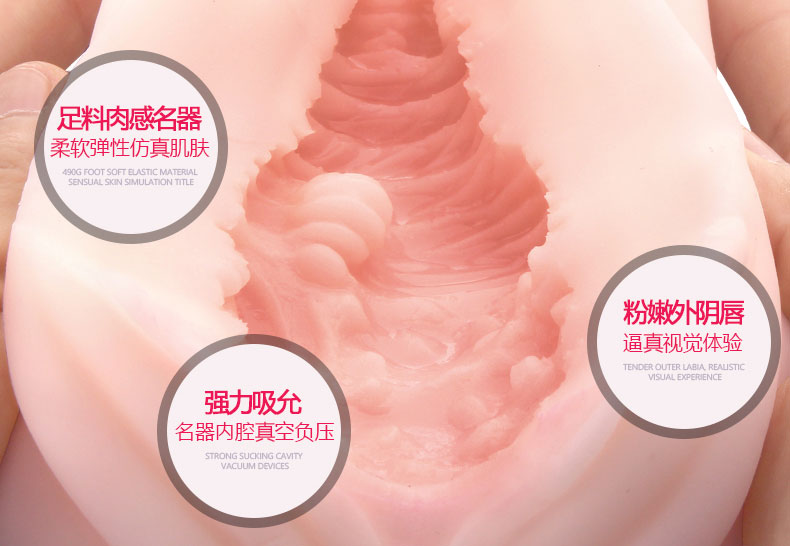 足料肉感名器
柔软弹性仿真肌肤
490G FOOT SOFT ELASTIC MATERIAL
SENSUAL SKIN SIMULATION TITLE
粉嫩外阴唇
逼真视觉体验
TENDER OUTER LABIA, REALISTIC
VISUAL EXPERIENCE
强力吸允
名器内腔真空负压
STRONG SUCKING CAVITY
VACUUM DEVICES